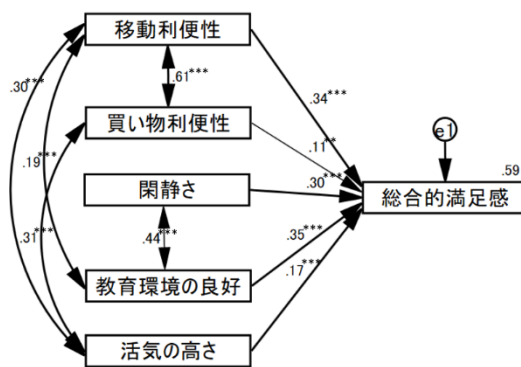 移動利便性
.30***
.61***
.34***
買い物利便性
e1
.19***
.11**
.59
閑静さ
.30***
総合的満足感
.31***
.44***
.35***
教育環境の良好
.17***
活気の高さ